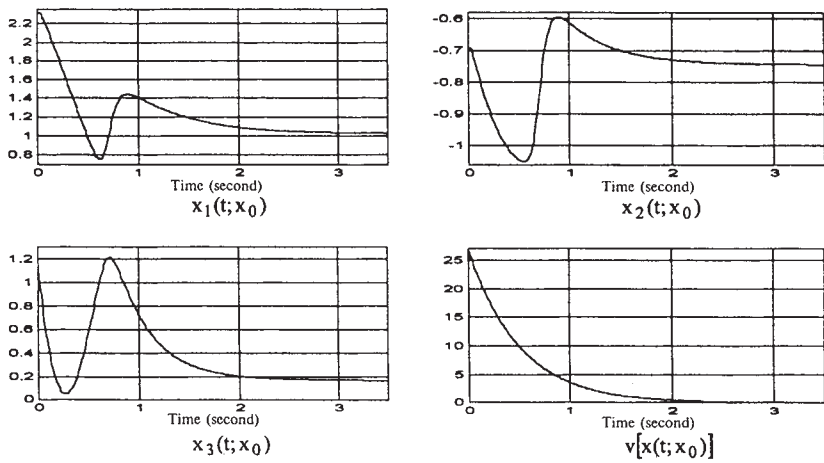 2.2
2
1.8
1.6
1.4
1.2
1
0.8
0 1 2 3
Time (second)
x1(t;x0)
-0.6
-0.7
-0.8
-0.9
-1
0 1 2 3
Time (second)
x2(t;x0)
1.2
1
0.8
0.6
0.4
0.2
0
0 1 2 3
Time (second)
x3(t;x0)
25
20
15
10
5
0
0 1 2 3
Time (second)
v[x(t;x0)]